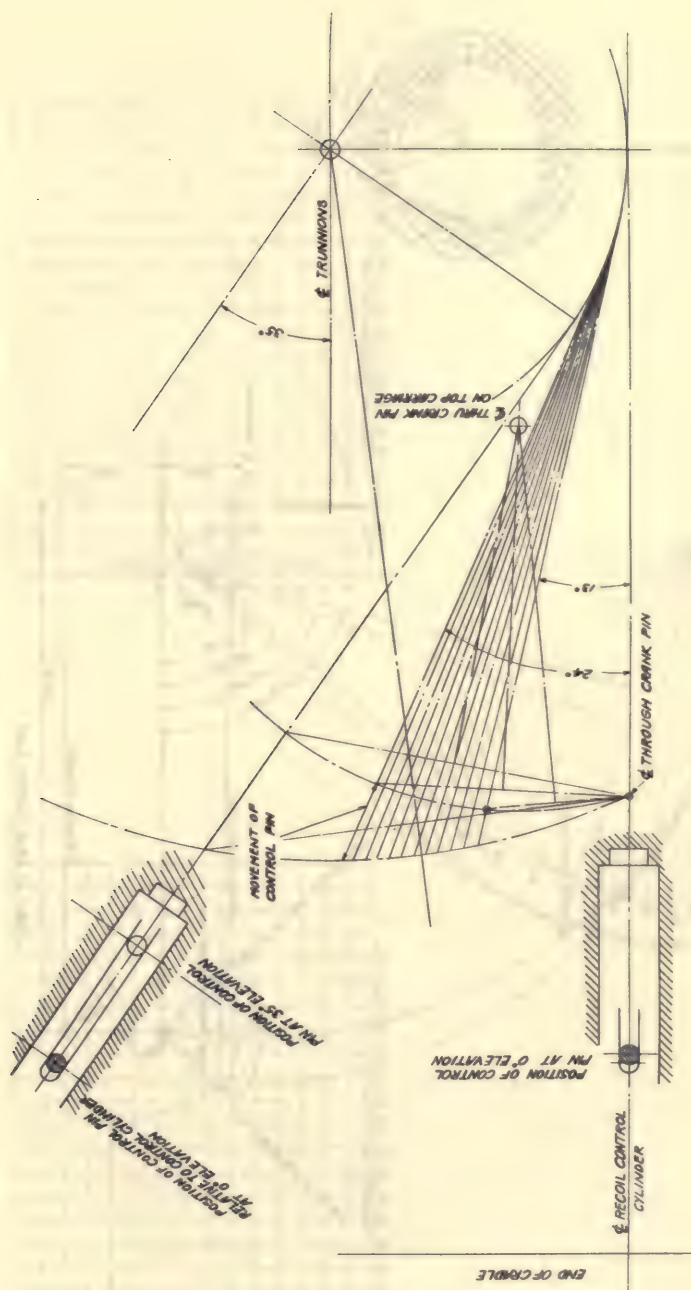 35°
℄ TRUNNIONS
℄ THRU CRANK PIN
ON TOP CARRIAGE
13°
24°
℄ THROUGH CRANK PIN
MOVEMENT OF
CONTROL PIN
POSITION OF CONTROL
PIN AT 35° ELEVATION
POSITION OF CONTROL PIN
RELATIVE TO CONTROL CYLINDER
AT 0° ELEVATION
POSITION OF CONTROL
PIN AT 0° ELEVATION
℄ RECOIL CONTROL
CYLINDER
END OF CRADLE